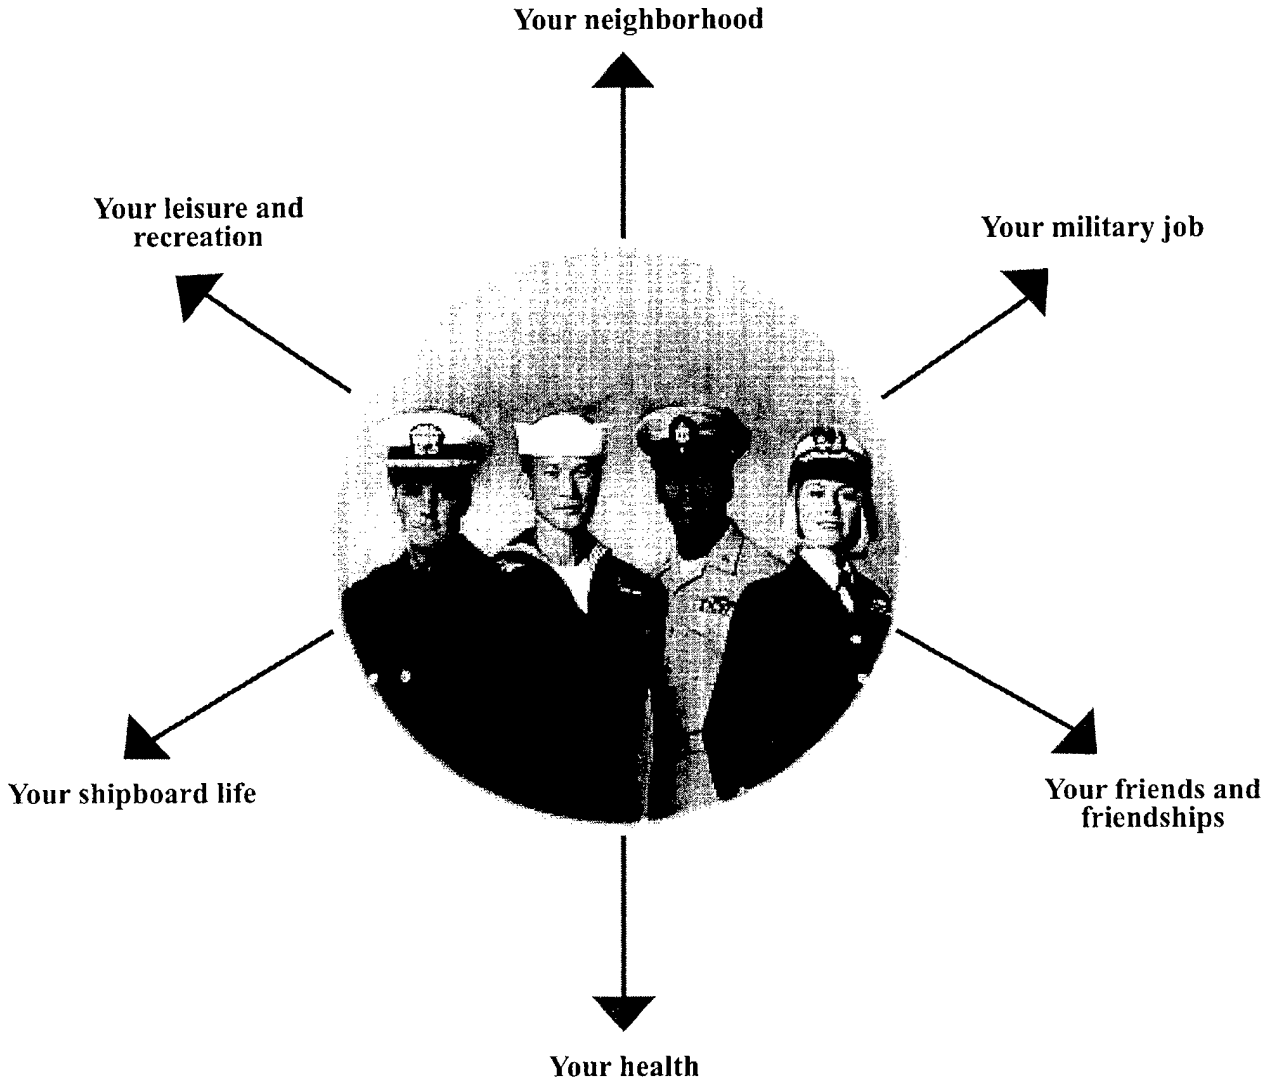 Your neighborhood
Your leisure and
recreation
Your military job
Your shipboard life
Your friends and
friendships
Your health